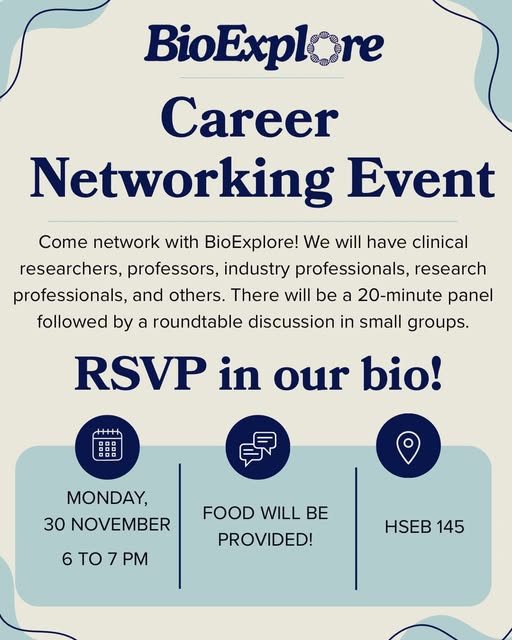 BioExplore
Career
Networking Event
Come network with BioExplore! We will have clinical
researchers, professors, industry professionals, research
professionals, and others. There will be a 20-minute panel
followed by a roundtable discussion in small groups.
RSVP in our bio!
MONDAY,
30 NOVEMBER
6 TO 7 PM
FOOD WILL BE
PROVIDED!
HSEB 145